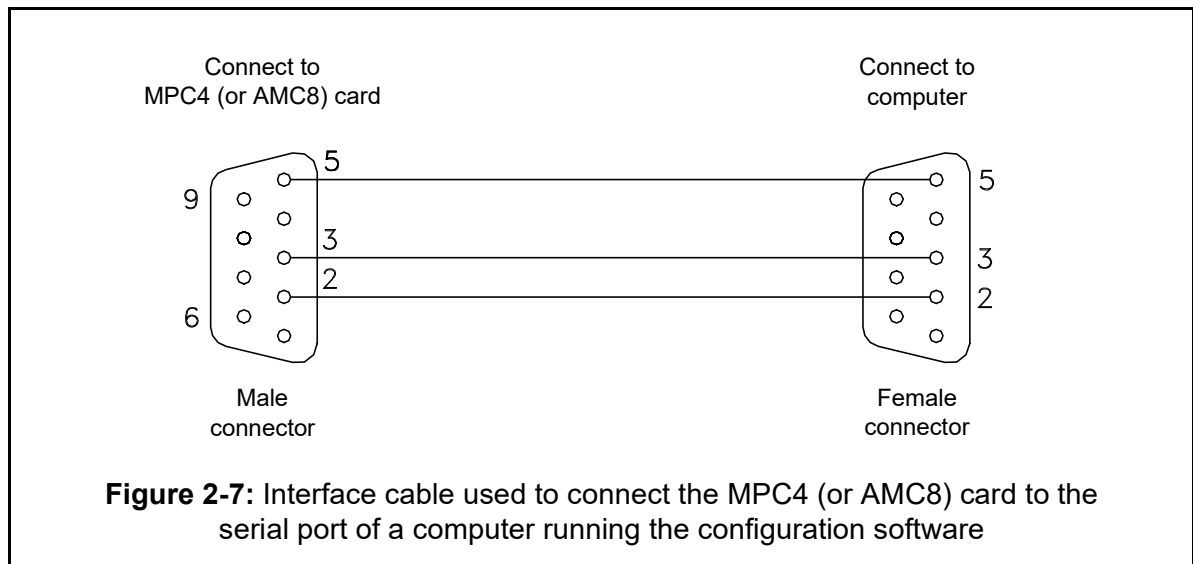 Connect to
MPC4 (or AMC8) card
Connect to
computer
5
9
3
2
6
5
3
2
Male
connector
Female
connector
Figure 2-7: Interface cable used to connect the MPC4 (or AMC8) card to the
serial port of a computer running the configuration software